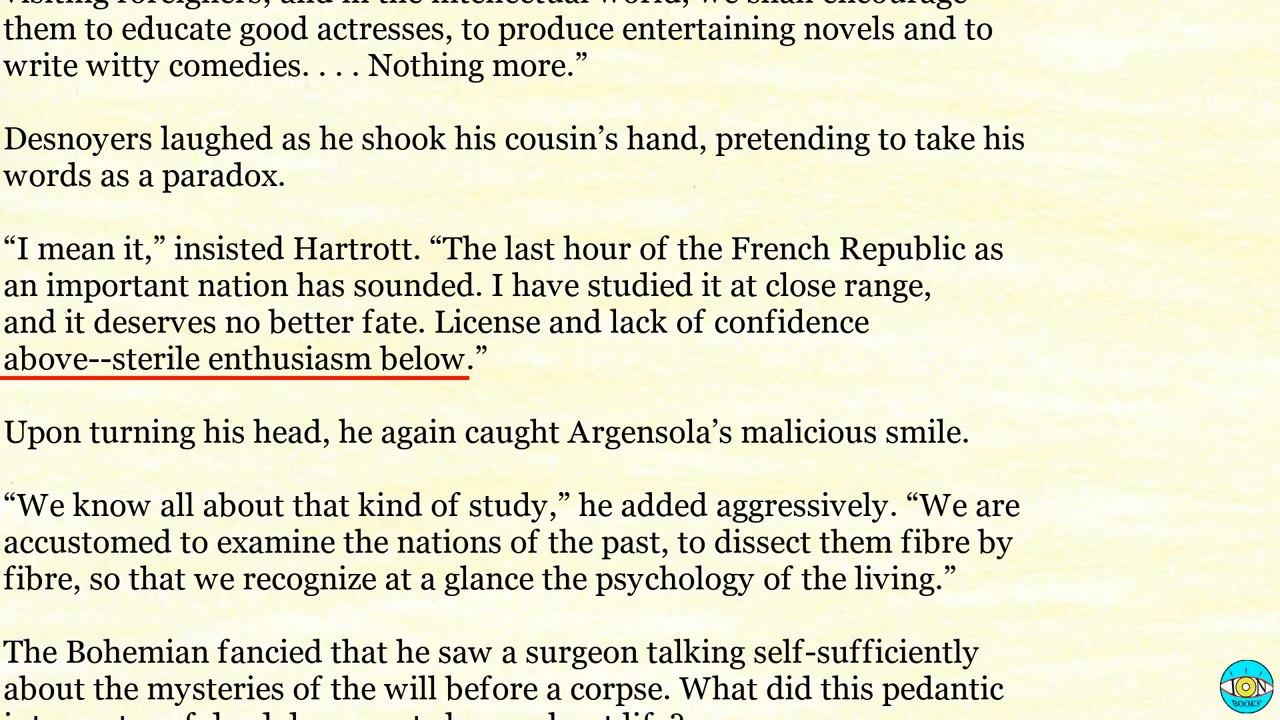 them to educate good actresses, to produce entertaining novels and to
write witty comedies. . . . Nothing more.”
Desnoyers laughed as he shook his cousin’s hand, pretending to take his
words as a paradox.
“I mean it,” insisted Hartrott. “The last hour of the French Republic as
an important nation has sounded. I have studied it at close range,
and it deserves no better fate. License and lack of confidence
above--sterile enthusiasm below.”
Upon turning his head, he again caught Argensola’s malicious smile.
“We know all about that kind of study,” he added aggressively. “We are
accustomed to examine the nations of the past, to dissect them fibre by
fibre, so that we recognize at a glance the psychology of the living.”
The Bohemian fancied that he saw a surgeon talking self-sufficiently
about the mysteries of the will before a corpse. What did this pedantic
ION
BOOKS